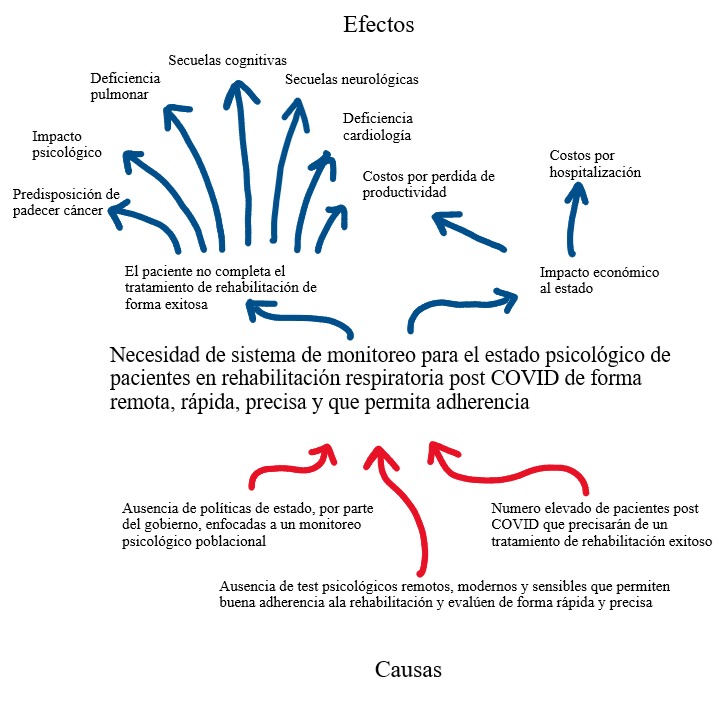 Efectos
Secuelas cognitivas
Deficiencia
pulmonar
Secuelas neurológicas
Deficiencia
cardiología
Impacto
psicológico
Costos por
hospitalización
Costos por perdida de
productividad
Predisposición de
padecer cáncer
El paciente no completa el
tratamiento de rehabilitación de
forma exitosa
Impacto económico
al estado
Necesidad de sistema de monitoreo para el estado psicológico de
pacientes en rehabilitación respiratoria post COVID de forma
remota, rápida, precisa y que permita adherencia
Ausencia de políticas de estado, por parte
del gobierno, enfocadas a un monitoreo
psicológico poblacional
Numero elevado de pacientes post
COVID que precisarán de un
tratamiento de rehabilitación exitoso
Ausencia de test psicológicos remotos, modernos y sensibles que permiten
buena adherencia ala rehabilitación y evalúen de forma rápida y precisa
Causas